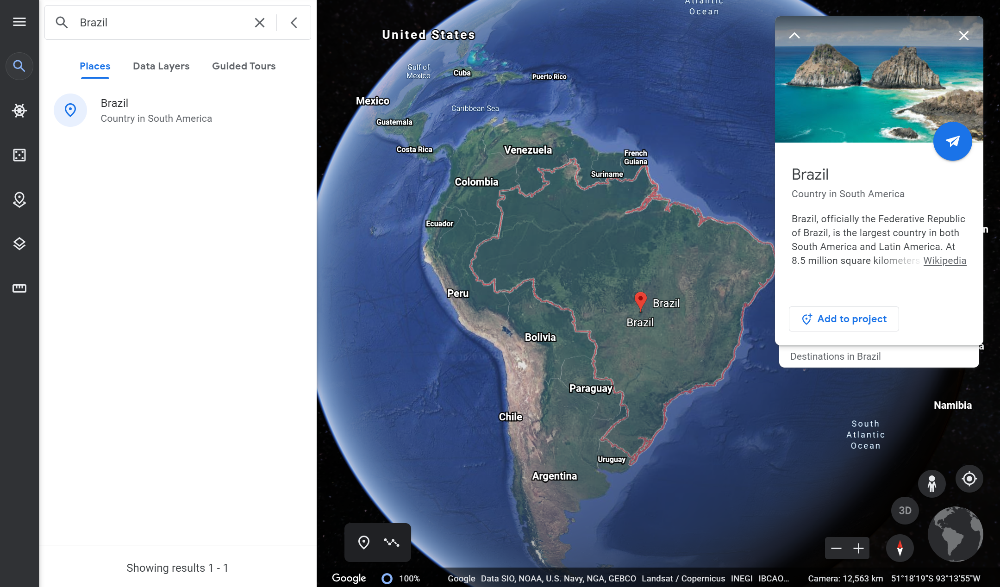 Brazil
Places
Data Layers
Guided Tours
Brazil
Country in South America
Showing results 1 - 1
Atlantic
Ocean
United States
Gulf of
Mexico
Cuba
Puerto Rico
Mexico
Caribbean Sea
Guatemala
Costa Rica
Venezuela
French
Guiana
Suriname
Colombia
Ecuador
Peru
Brazil
Brazil
Bolivia
Paraguay
Chile
Uruguay
Argentina
Namibia
South
Atlantic
Ocean
Brazil
Country in South America
Brazil, officially the Federative Republic
of Brazil, is the largest country in both
South America and Latin America. At
8.5 million square kilometers Wikipedia
Add to project
Destinations in Brazil
3D
Google
100%
Google Data SIO, NOAA, U.S. Navy, NGA, GEBCO Landsat / Copernicus INEGI IBCAO...
Camera: 12,563 km 51°18'19"S 93°13'55"W